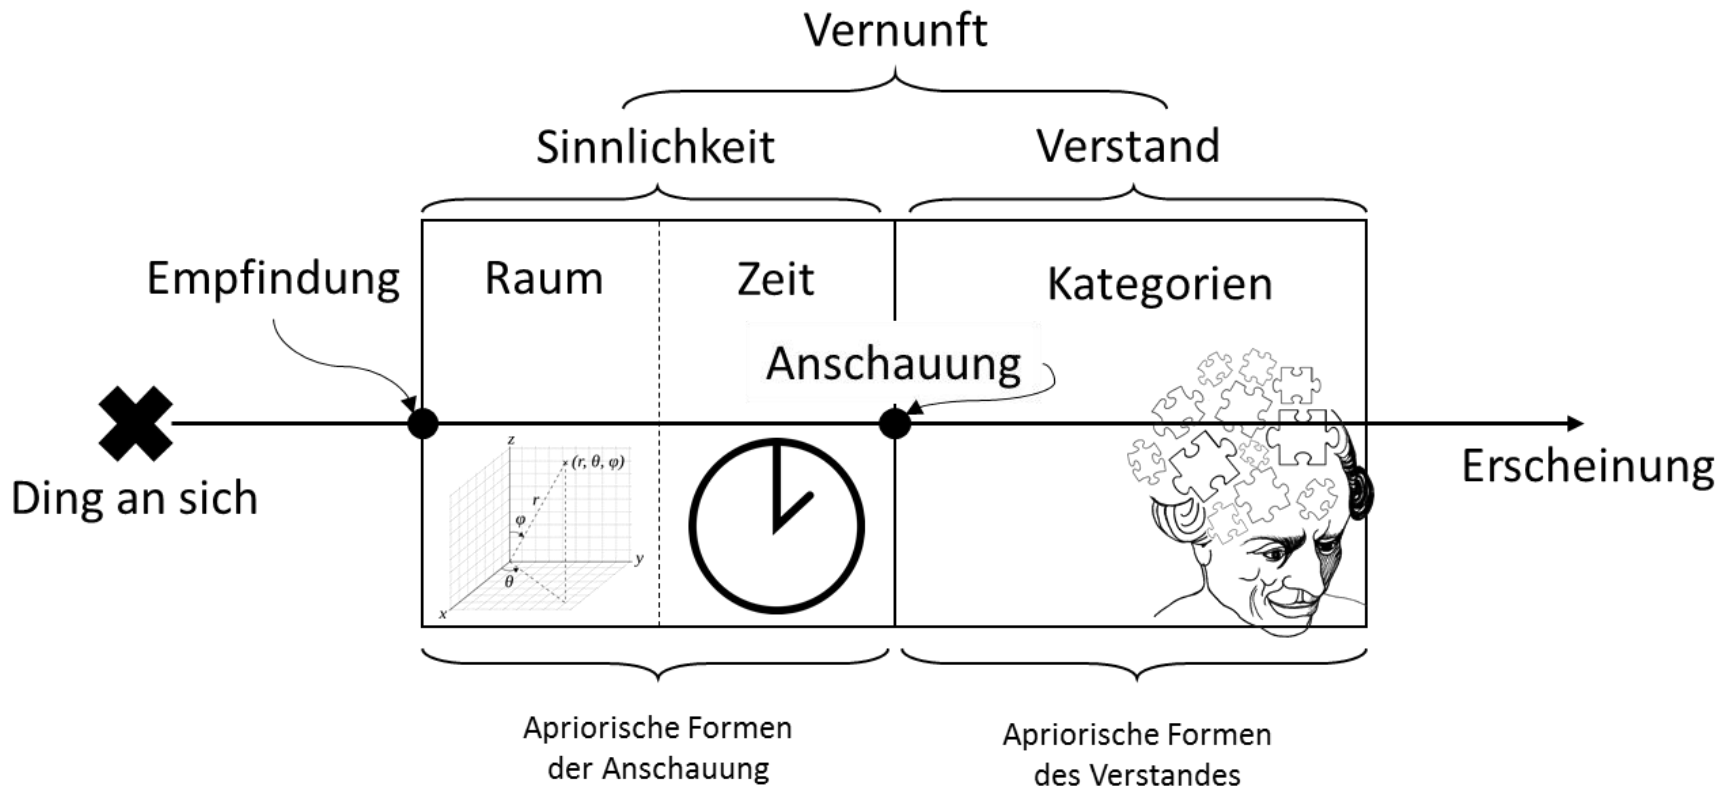 Vernunft
Sinnlichkeit
Verstand
Empfindung
Raum
Zeit
Kategorien
Anschauung
Ding an sich
Erscheinung
z
(r, θ, φ)
r
φ
y
θ
x
Apriorische Formen
der Anschauung
Apriorische Formen
des Verstandes